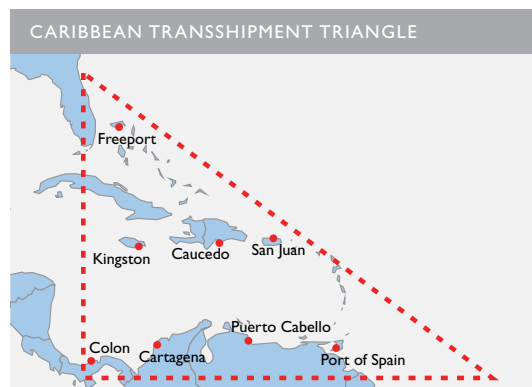 CARIBBEAN TRANSSHIPMENT TRIANGLE
Freeport
Kingston
Caucedo
San Juan
Puerto Cabello
Colon
Cartagena
Port of Spain